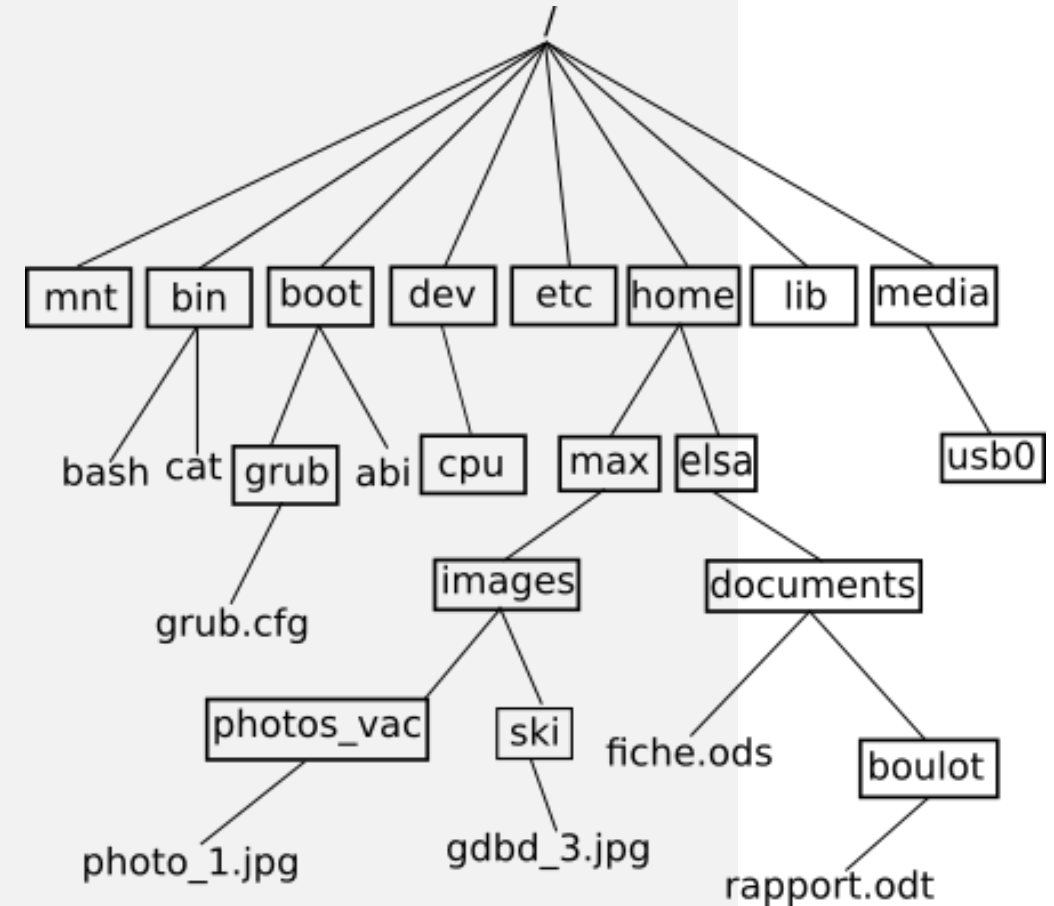 /
mnt bin boot dev etc home lib media
bash cat grub abi cpu max elsa usb0
grub.cfg images documents
photos_vac ski fiche.ods boulot
photo_1.jpg gdbd_3.jpg rapport.odt